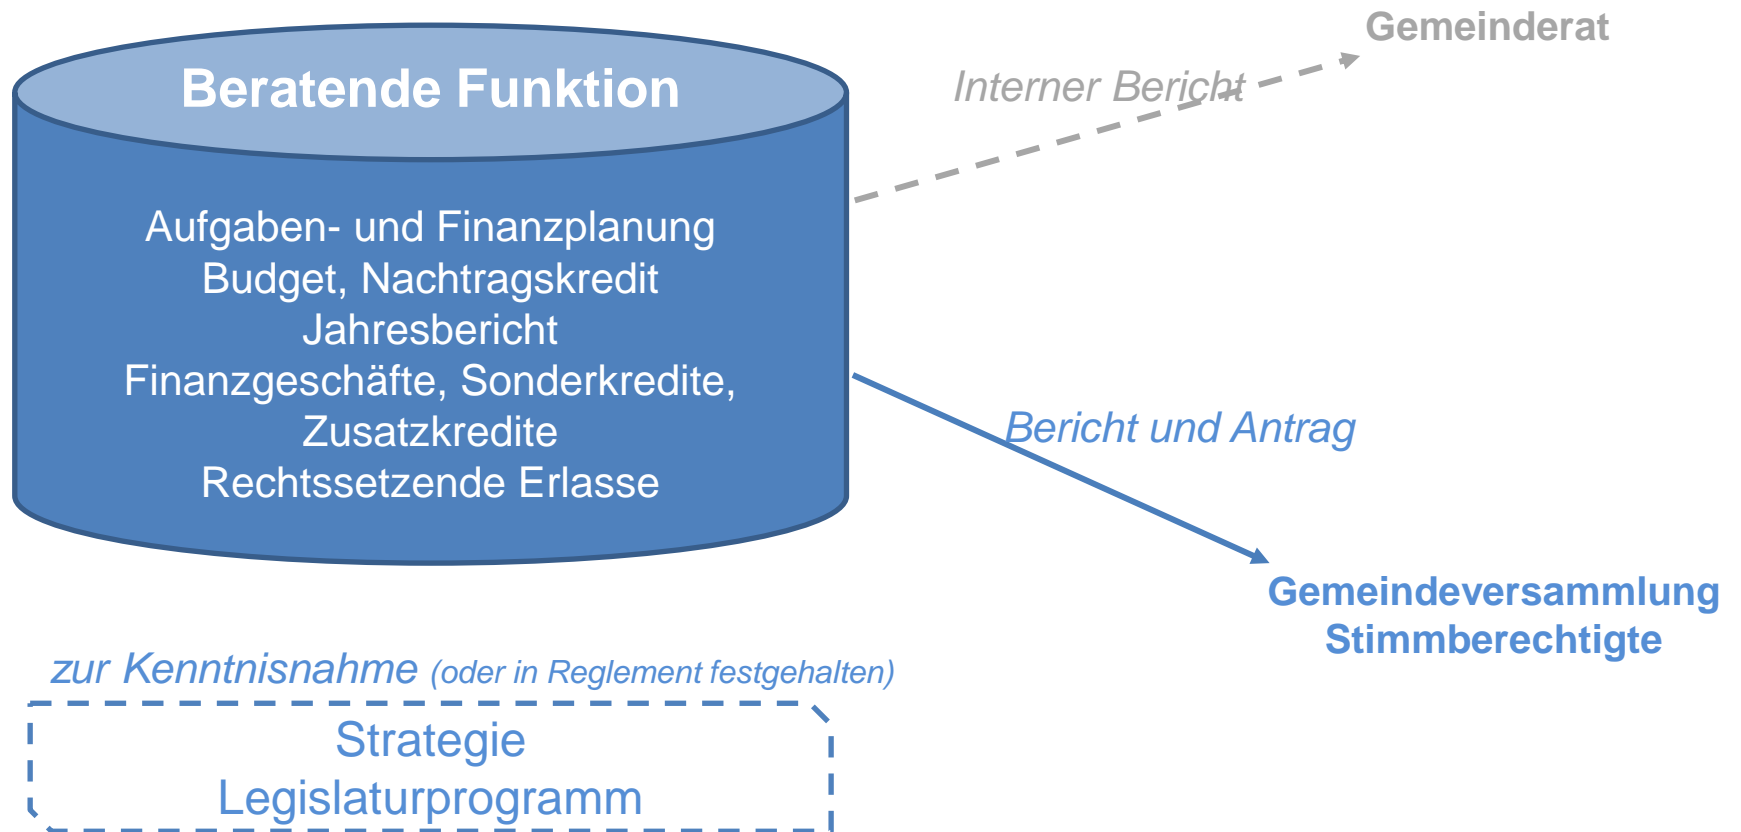 Gemeinderat
Interner Bericht
Beratende Funktion
Aufgaben- und Finanzplanung
Budget, Nachtragskredit
Jahresbericht
Finanzgeschäfte, Sonderkredite,
Zusatzkredite
Rechtssetzende Erlasse
Bericht und Antrag
Gemeindeversammlung
Stimmberechtigte
zur Kenntnisnahme (oder in Reglement festgehalten)
Strategie
Legislaturprogramm